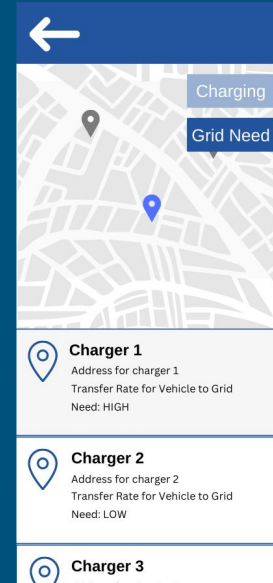 Charging
Grid Need
Charger 1
Address for charger 1
Transfer Rate for Vehicle to Grid
Need: HIGH
Charger 2
Address for charger 2
Transfer Rate for Vehicle to Grid
Need: LOW
Charger 3